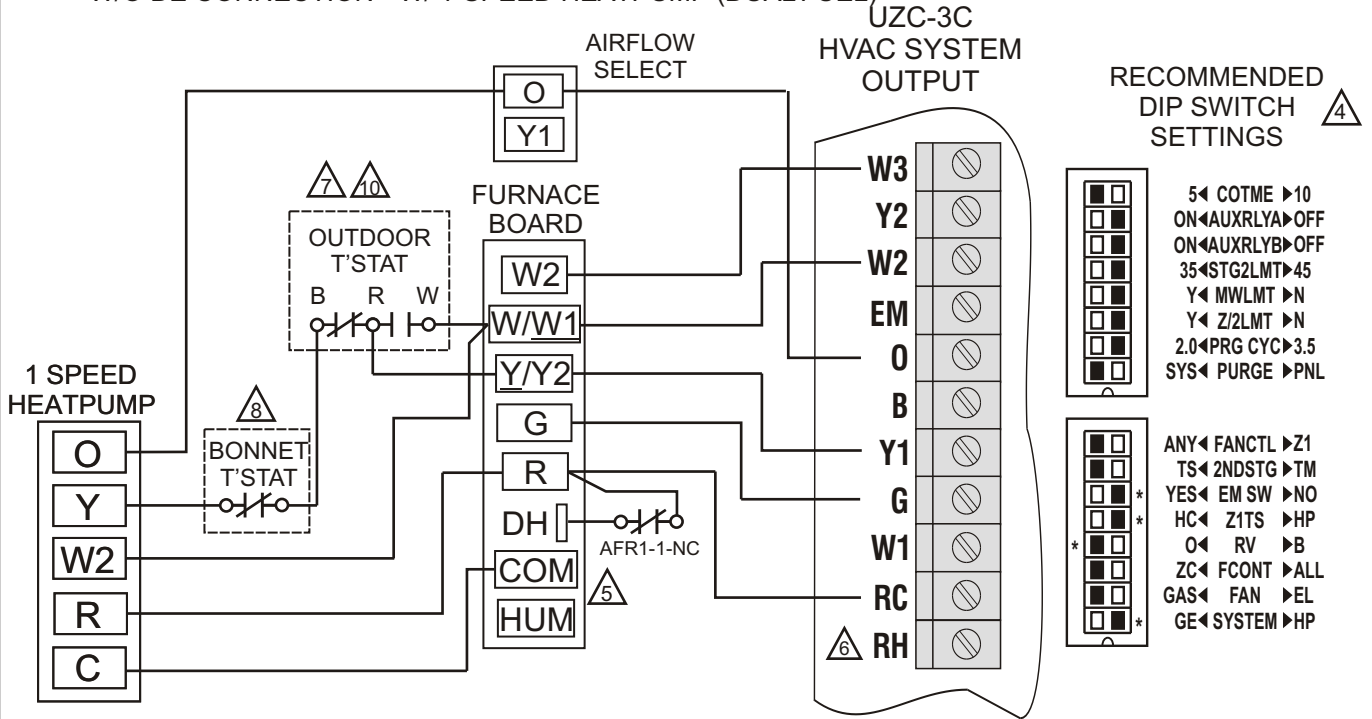 UZC-3C
HVAC SYSTEM
OUTPUT
AIRFLOW
SELECT
O
Y1
RECOMMENDED
DIP SWITCH
SETTINGS
4
7 10
OUTDOOR
T'STAT
B R W
FURNACE
BOARD
W2
W/W1
Y/Y2
G
R
DH
AFR1-1-NC
COM
5
HUM
1 SPEED
HEATPUMP
O
Y
W2
R
C
8
BONNET
T'STAT
W3
Y2
W2
EM
O
B
Y1
G
W1
RC
6 RH
5◀ COTME ▶10
ON◀AUXRLYA▶OFF
ON◀AUXRLYB▶OFF
35◀STG2LMT▶45
Y◀ MWLMT ▶N
Y◀ Z/2LMT ▶N
2.0◀PRG CYC▶3.5
SYS◀ PURGE ▶PNL
ANY◀ FANCTL ▶Z1
TS◀ 2NDSTG ▶TM
* YES◀ EM SW ▶NO
* HC◀ Z1TS ▶HP
* O◀ RV ▶B
ZC◀ FCONT ▶ALL
GAS◀ FAN ▶EL
* GE◀ SYSTEM ▶HP